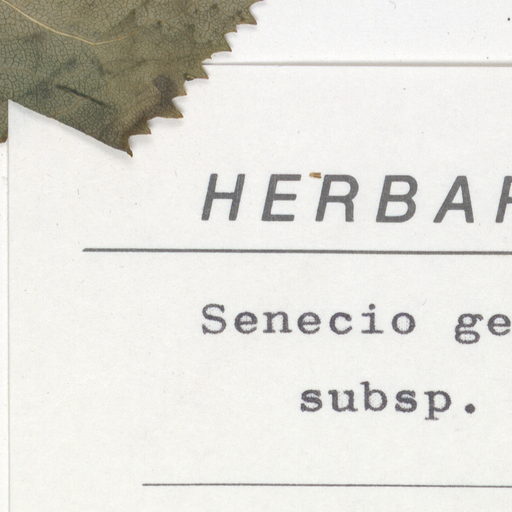 HERBAR
Senecio ge
subsp.